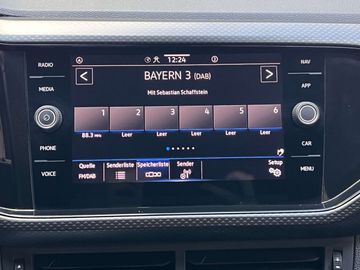 RADIO
MEDIA
PHONE
VOICE
12:24
BAYERN 3 (DAB)
Mit Sebastian Schaffstein
1 2 3 4 5 6
88.3 MHz Leer Leer Leer Leer Leer
Quelle Senderliste Speicherliste Sender Setup
FM/DAB
NAV
APP
CAR
MENU